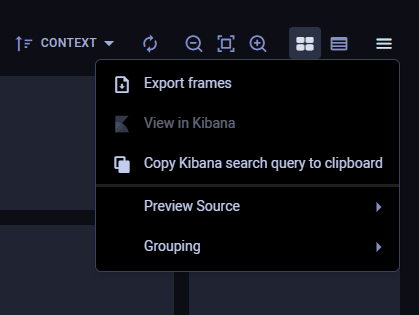 CONTEXT
Export frames
View in Kibana
Copy Kibana search query to clipboard
Preview Source
Grouping